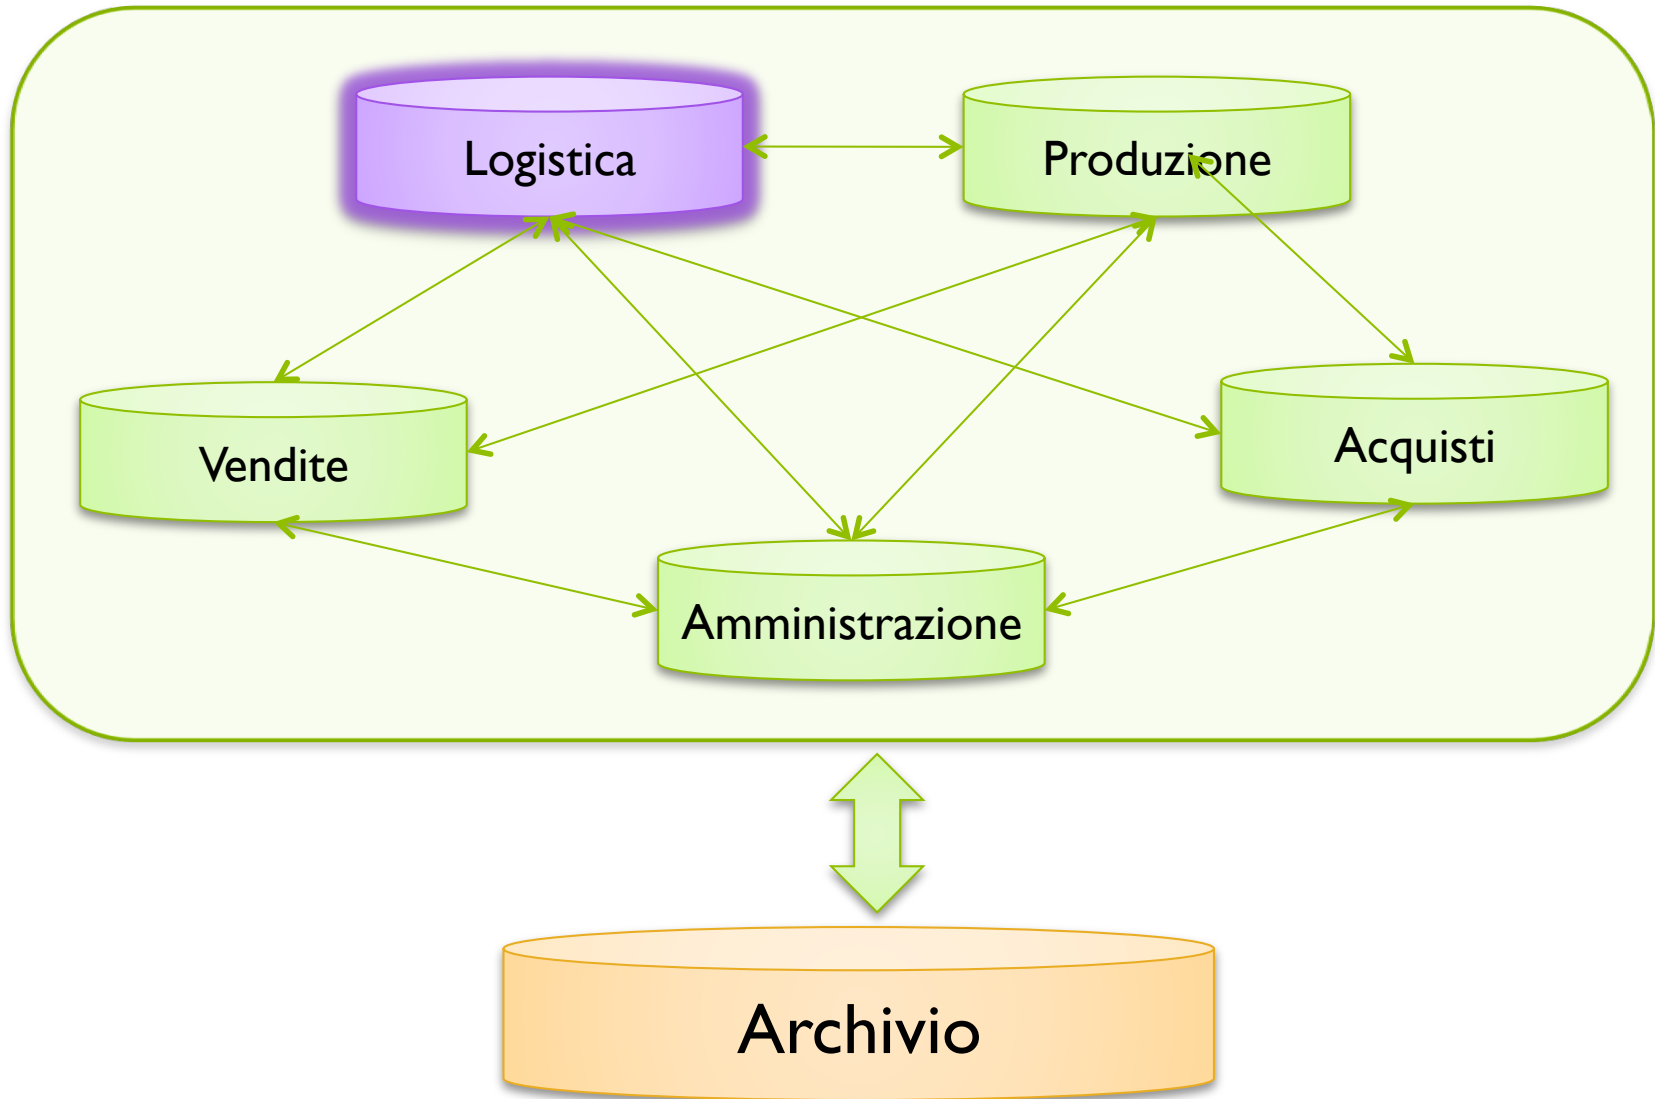 Logistica
Produzione
Vendite
Acquisti
Amministrazione
Archivio